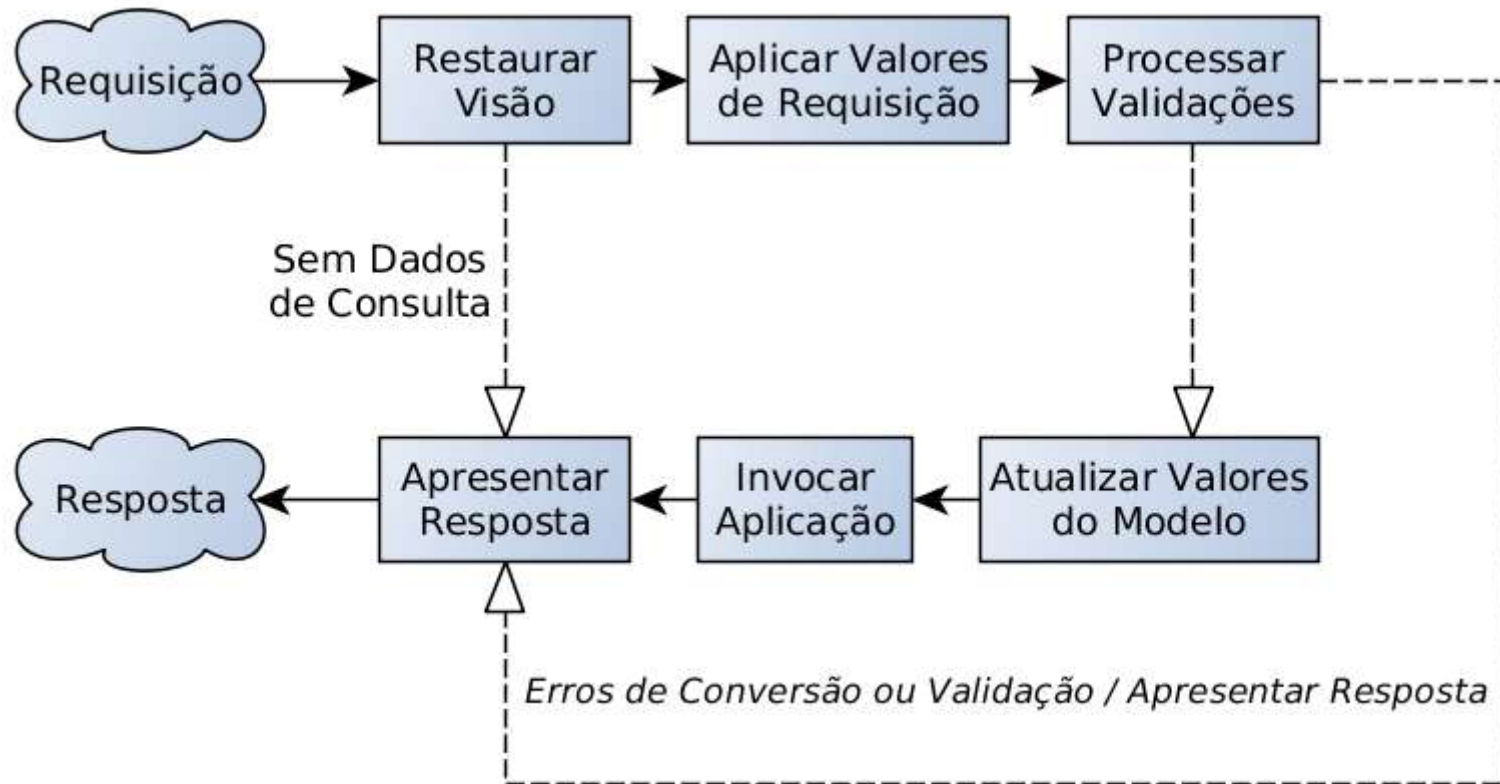 Requisição
Restaurar
Visão
Aplicar Valores
de Requisição
Processar
Validações
Sem Dados
de Consulta
Resposta
Apresentar
Resposta
Invocar
Aplicação
Atualizar Valores
do Modelo
Erros de Conversão ou Validação / Apresentar Resposta